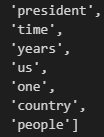 'president',
'time',
'years',
'us',
'one',
'country',
'people']